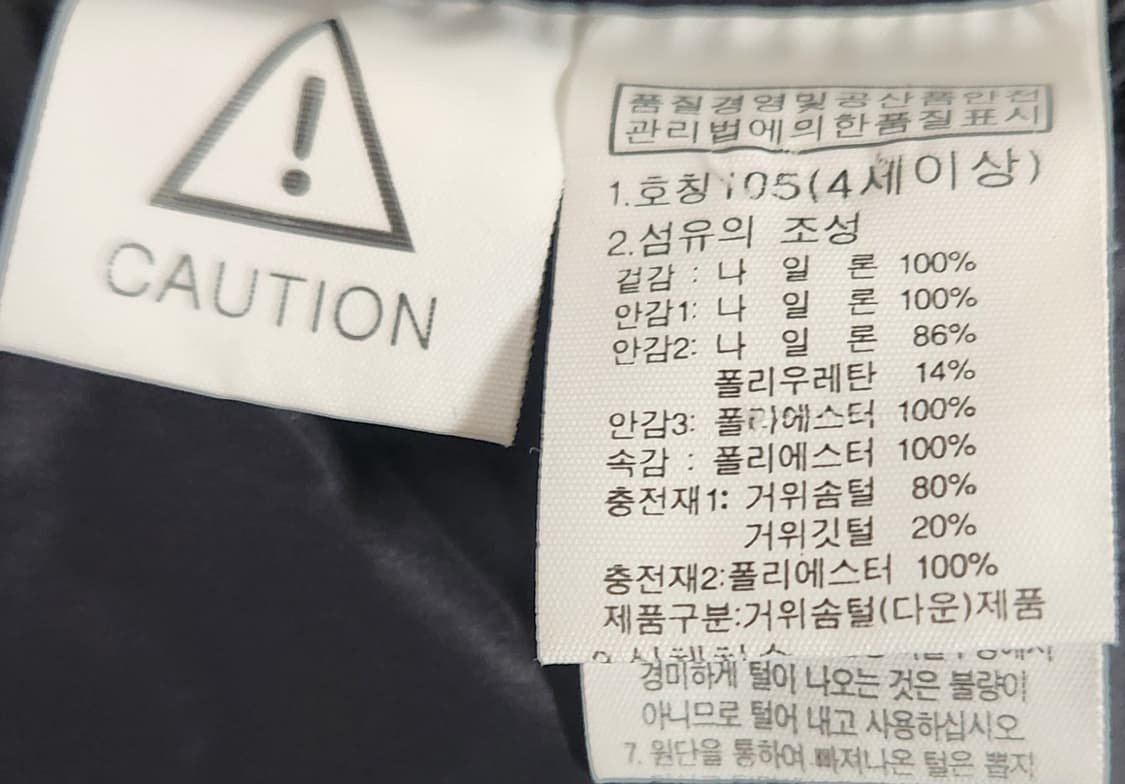 CAUTION
품질경영및공산품안전
관리법에의한품질표시
1.호칭 105(4세이상)
2.섬유의 조성
겉감 : 나 일 론 100%
안감1: 나 일 론 100%
안감2: 나 일 론 86%
폴리우레탄 14%
안감3: 폴리에스터 100%
속감 : 폴리에스터 100%
충전재1: 거위솜털 80%
거위깃털 20%
충전재2:폴리에스터 100%
제품구분:거위솜털(다운)제품
경미하게 털이 나오는 것은 불량이
아니므로 털어 내고 사용하십시오
7. 원단을 통하여 빠져나온 털은 뽑지